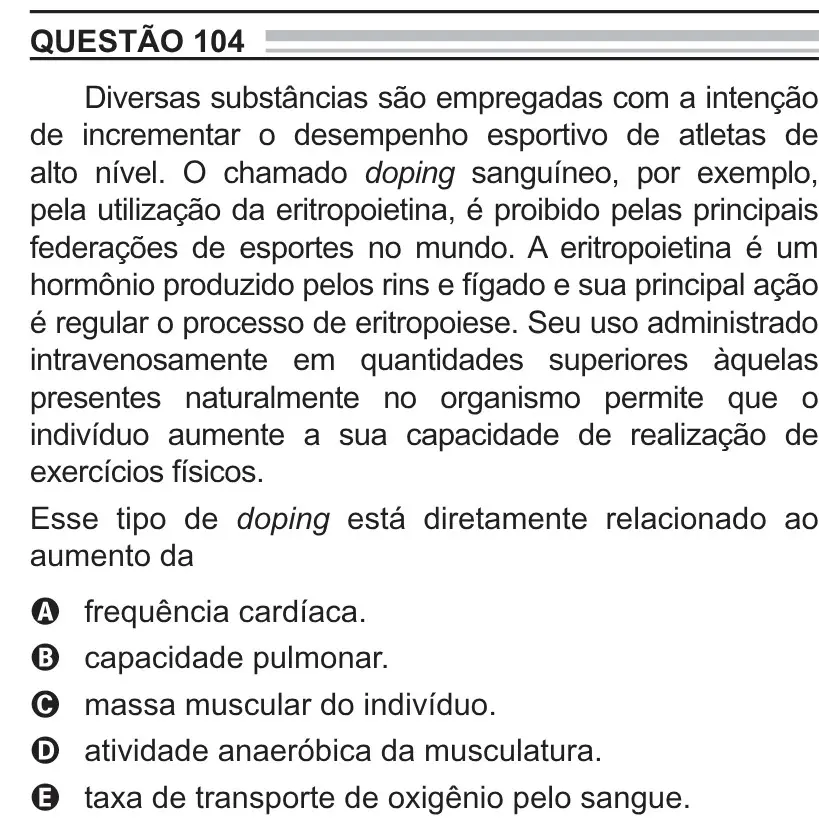 QUESTÃO 104
Diversas substâncias são empregadas com a intenção
de incrementar o desempenho esportivo de atletas de
alto nível. O chamado doping sanguíneo, por exemplo,
pela utilização da eritropoietina, é proibido pelas principais
federações de esportes no mundo. A eritropoietina é um
hormônio produzido pelos rins e fígado e sua principal ação
é regular o processo de eritropoiese. Seu uso administrado
intravenosamente em quantidades superiores àquelas
presentes naturalmente no organismo permite que o
indivíduo aumente a sua capacidade de realização de
exercícios físicos.
Esse tipo de doping está diretamente relacionado ao
aumento da
A frequência cardíaca.
B capacidade pulmonar.
C massa muscular do indivíduo.
D atividade anaeróbica da musculatura.
E taxa de transporte de oxigênio pelo sangue.